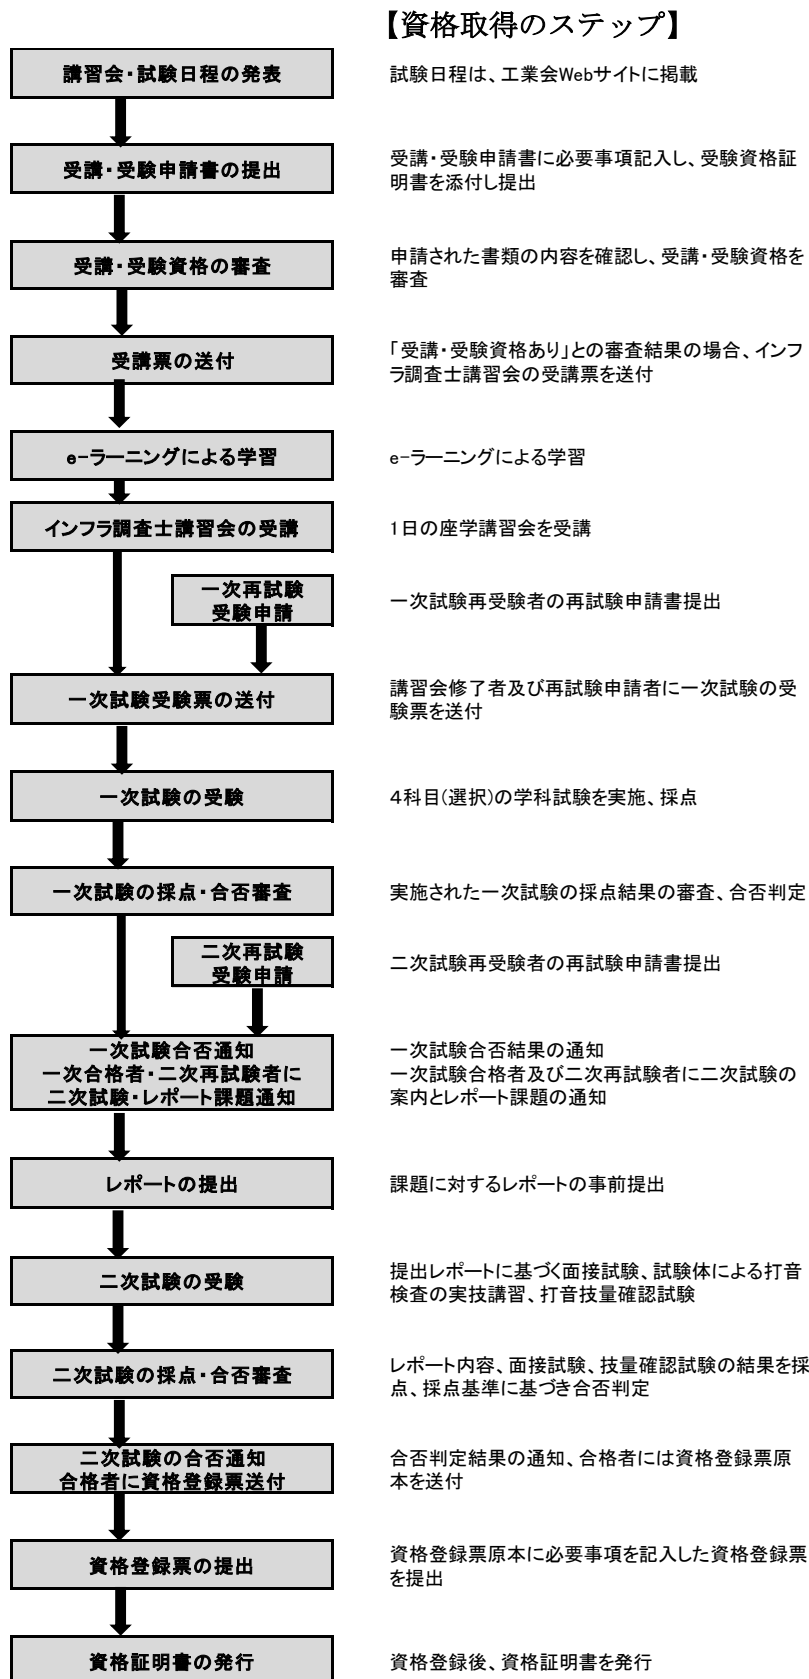 【資格取得のステップ】
講習会・試験日程の発表
試験日程は、工業会Webサイトに掲載
受講・受験申請書の提出
受講・受験申請書に必要事項記入し、受験資格証
明書を添付し提出
受講・受験資格の審査
申請された書類の内容を確認し、受講・受験資格を
審査
受講票の送付
「受講・受験資格あり」との審査結果の場合、インフ
ラ調査士講習会の受講票を送付
e-ラーニングによる学習
e-ラーニングによる学習
インフラ調査士講習会の受講
1日の座学講習会を受講
一次再試験
受験申請
一次試験再受験者の再試験申請書提出
一次試験受験票の送付
講習会修了者及び再試験申請者に一次試験の受
験票を送付
一次試験の受験
4科目(選択)の学科試験を実施、採点
一次試験の採点・合否審査
実施された一次試験の採点結果の審査、合否判定
二次再試験
受験申請
二次試験再受験者の再試験申請書提出
一次試験合否通知
一次合格者・二次再試験者に
二次試験・レポート課題通知
一次試験合否結果の通知
一次試験合格者及び二次再試験者に二次試験の
案内とレポート課題の通知
レポートの提出
課題に対するレポートの事前提出
二次試験の受験
提出レポートに基づく面接試験、試験体による打音
検査の実技講習、打音技量確認試験
二次試験の採点・合否審査
レポート内容、面接試験、技量確認試験の結果を採
点、採点基準に基づき合否判定
二次試験の合否通知
合格者に資格登録票送付
合否判定結果の通知、合格者には資格登録票原
本を送付
資格登録票の提出
資格登録票原本に必要事項を記入した資格登録票
を提出
資格証明書の発行
資格登録後、資格証明書を発行